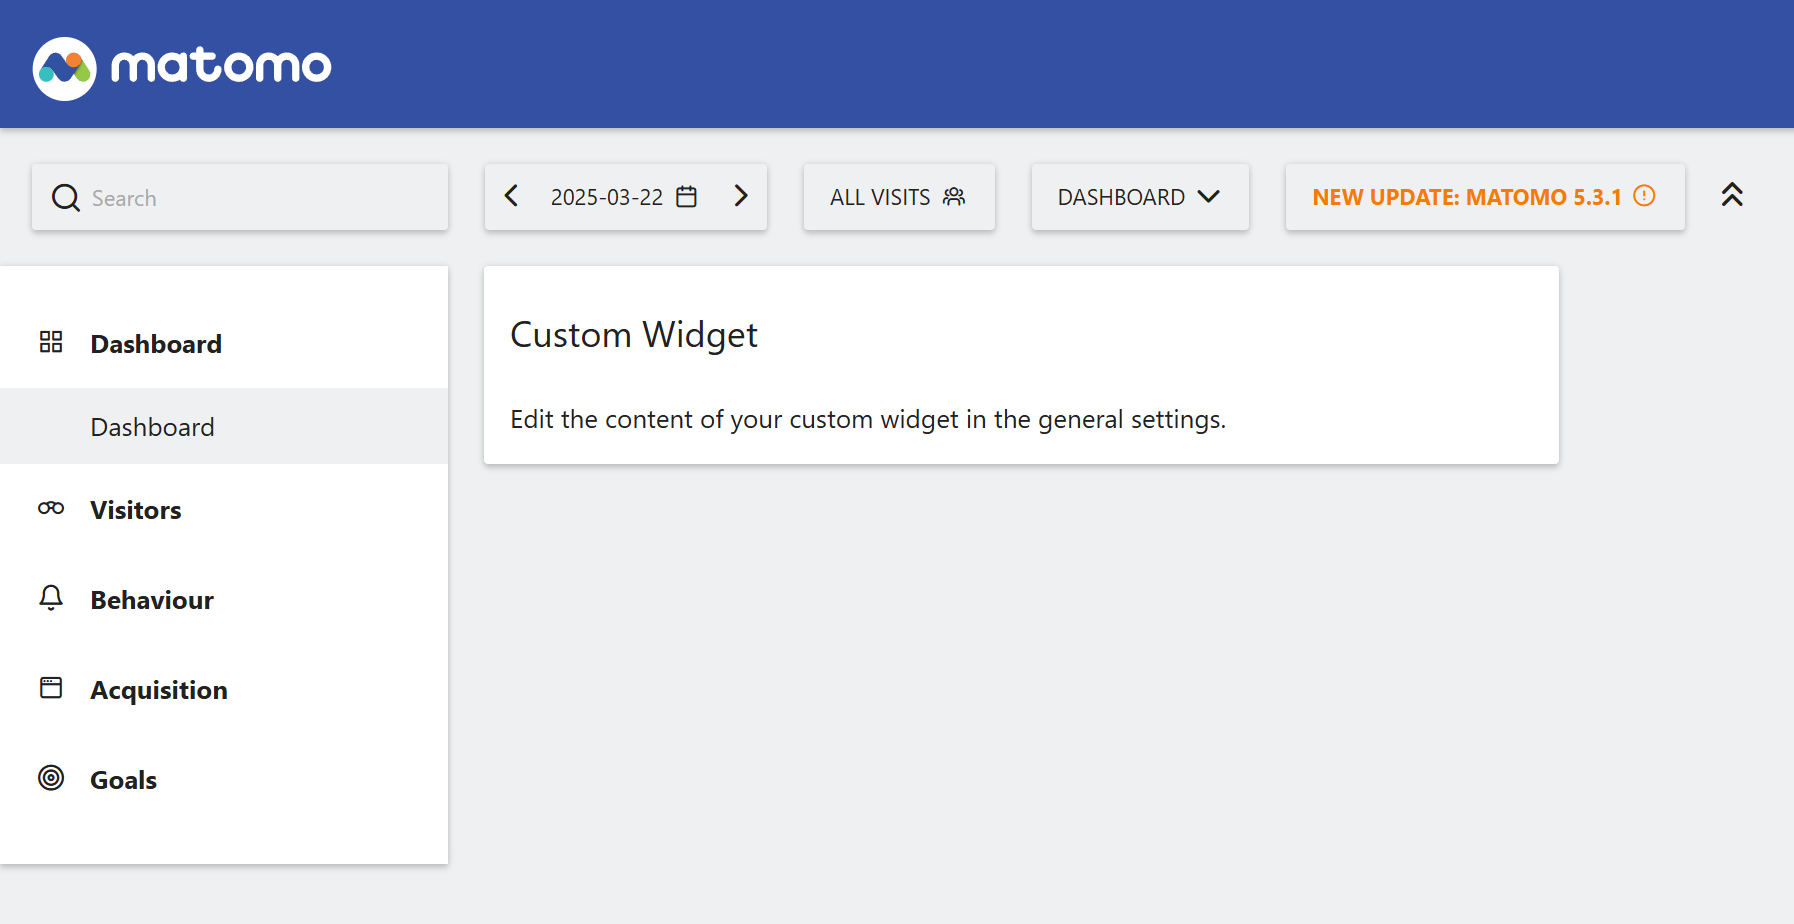 matomo
Search
2025-03-22
ALL VISITS
DASHBOARD
NEW UPDATE: MATOMO 5.3.1
Dashboard
Dashboard
Visitors
Behaviour
Acquisition
Goals
Custom Widget
Edit the content of your custom widget in the general settings.